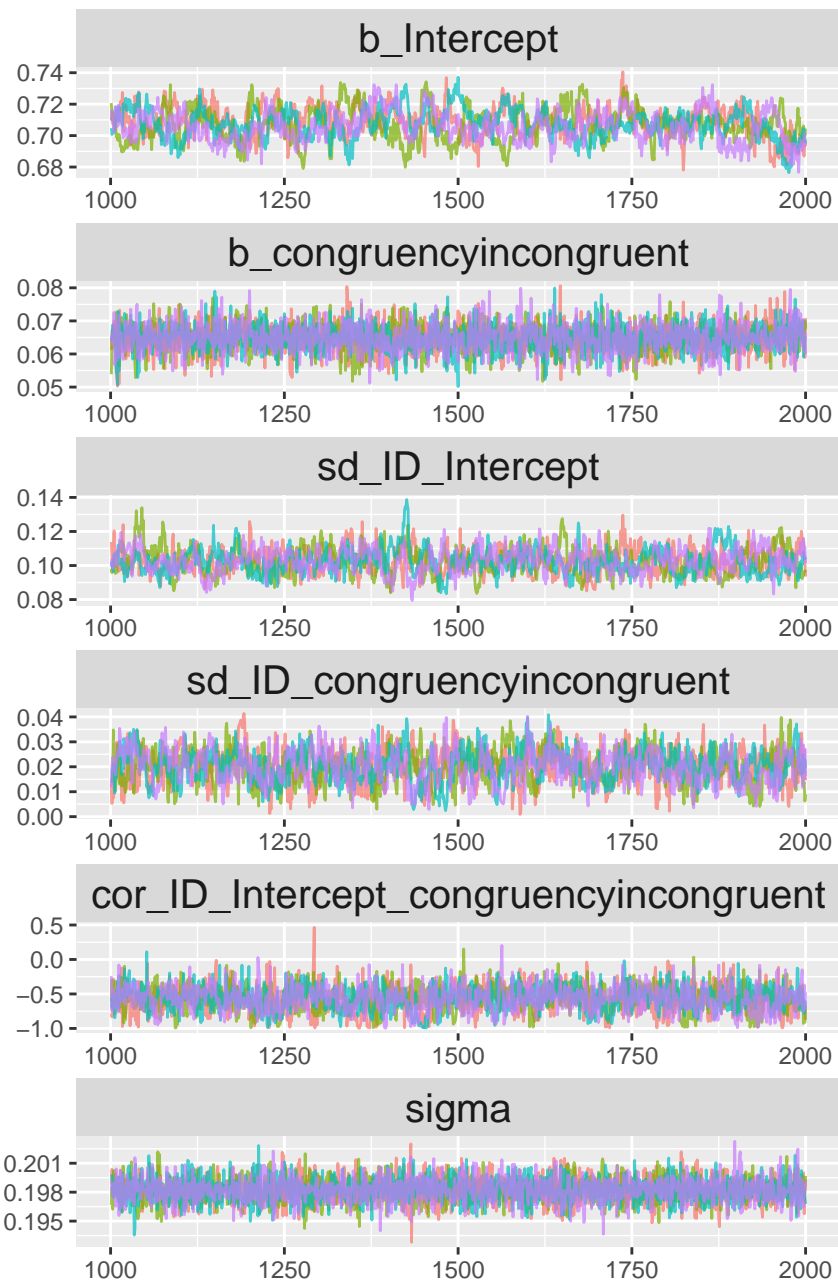 b_Intercept
0.74
0.72
0.70
0.68
1000 1250 1500 1750 2000
b_congruencyincongruent
0.08
0.07
0.06
0.05
1000 1250 1500 1750 2000
sd_ID_Intercept
0.14
0.12
0.10
0.08
1000 1250 1500 1750 2000
sd_ID_congruencyincongruent
0.04
0.03
0.02
0.01
0.00
1000 1250 1500 1750 2000
cor_ID_Intercept_congruencyincongruent
0.5
0.0
−0.5
−1.0
1000 1250 1500 1750 2000
sigma
0.201
0.198
0.195
1000 1250 1500 1750 2000